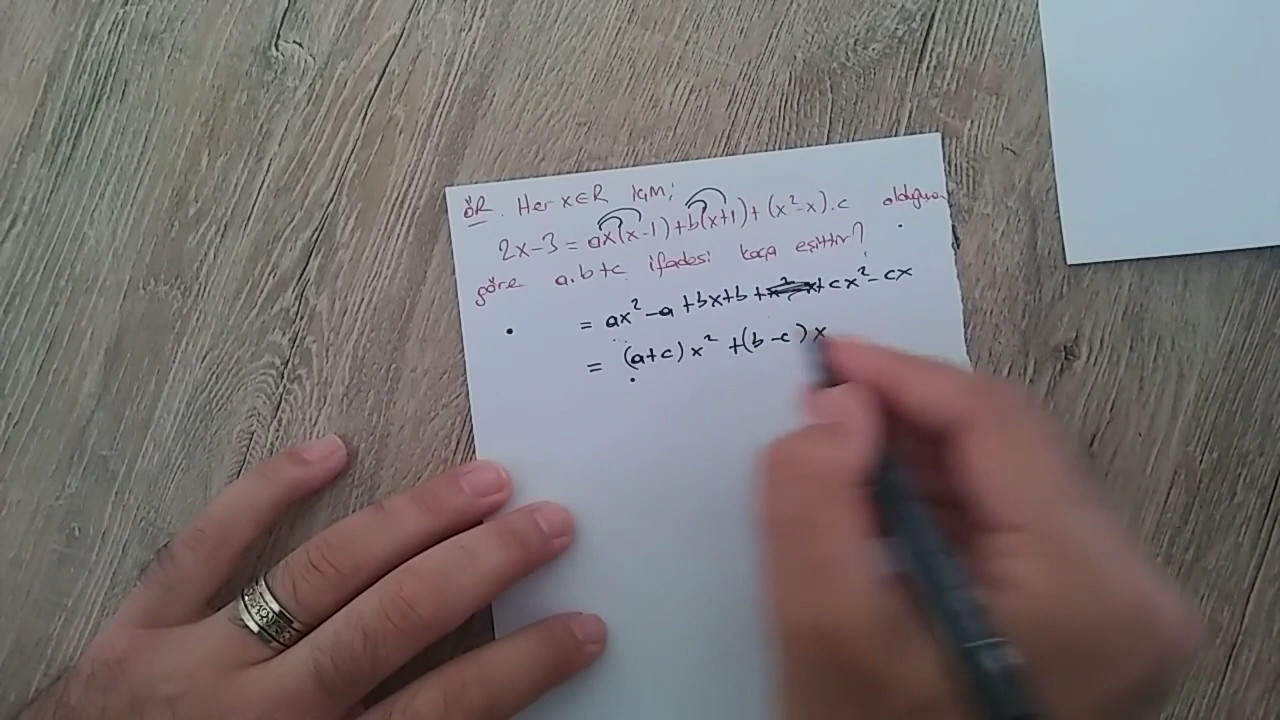 ÖR. Her x∈R için;
2x-3 = ax(x-1)+b(x+1)+(x²-x).c olduğuna
göre a.b+c ifadesi kaça eşittir?
= ax²-a+bx+b+cx²-cx
= (a+c)x²+(b-c)x